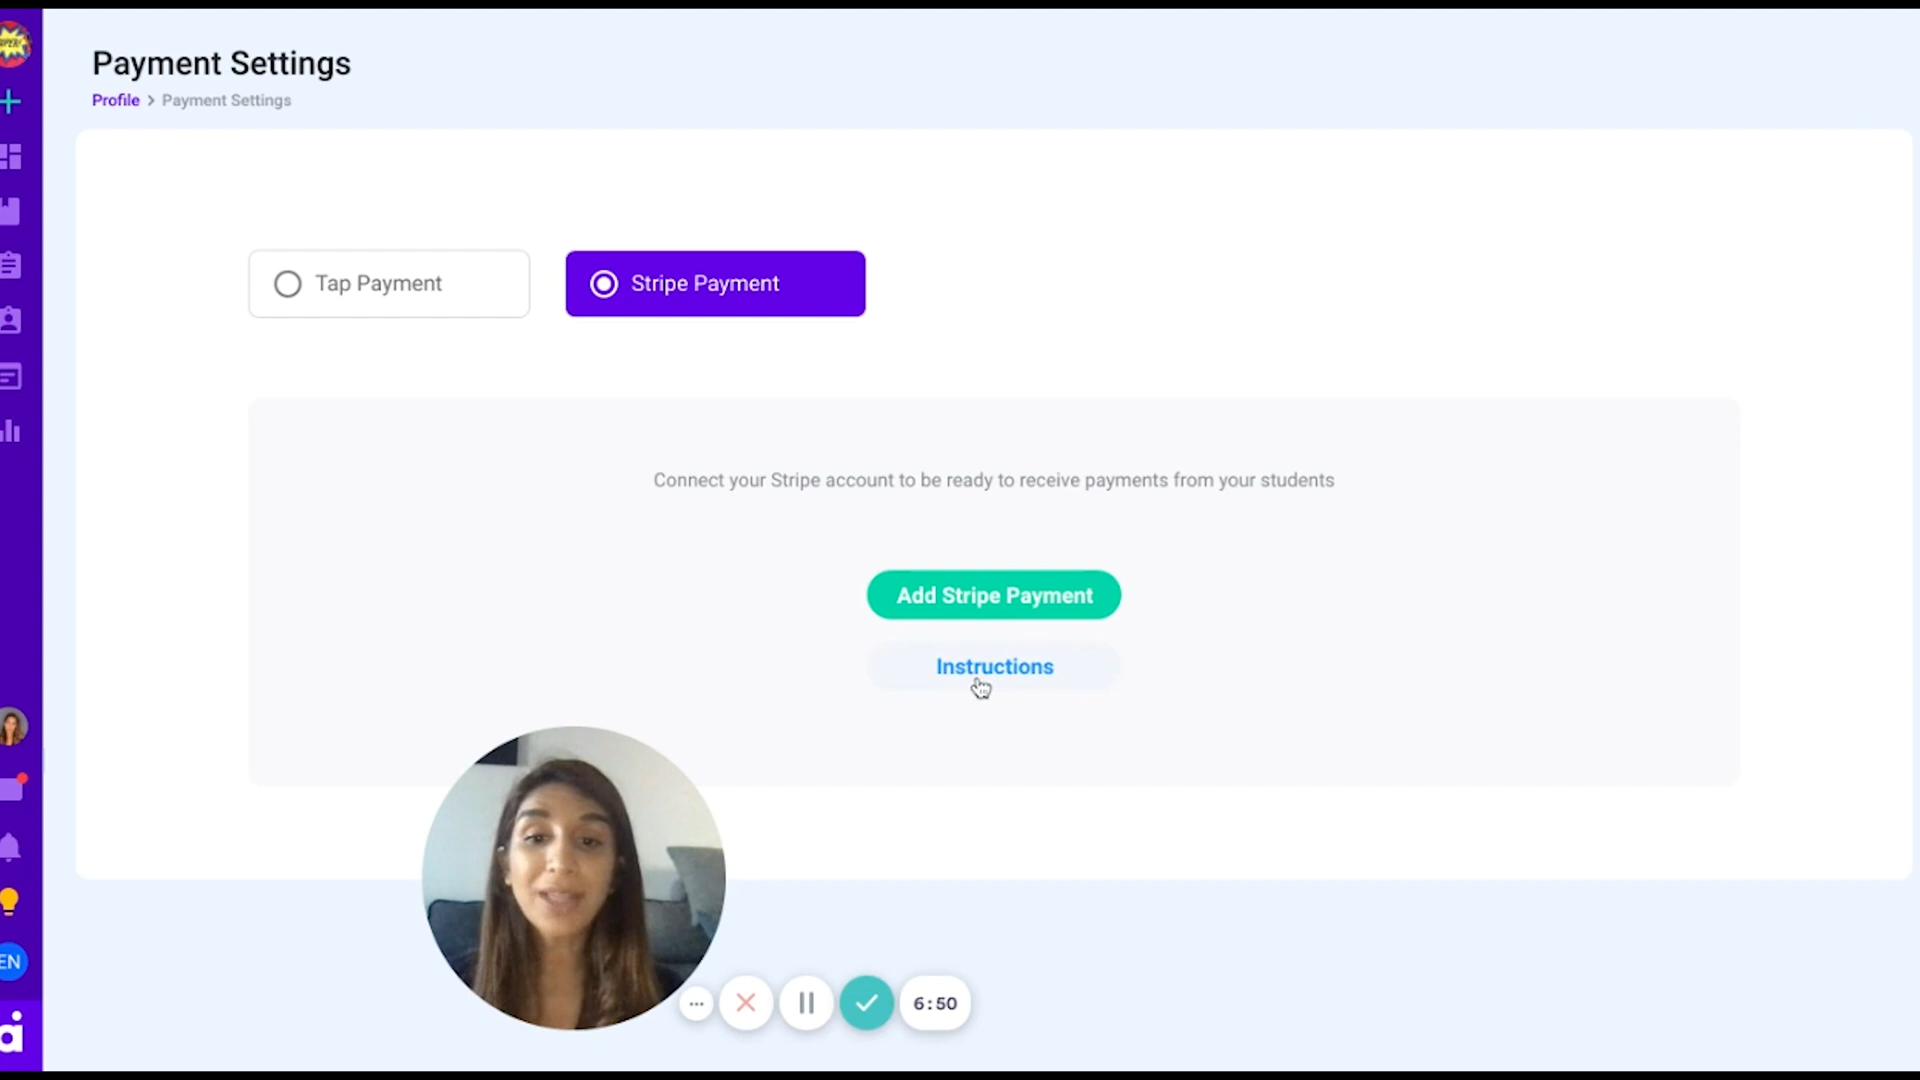 Payment Settings
Profile > Payment Settings
Tap Payment
Stripe Payment
Connect your Stripe account to be ready to receive payments from your students
Add Stripe Payment
Instructions
EN
ai
6:50